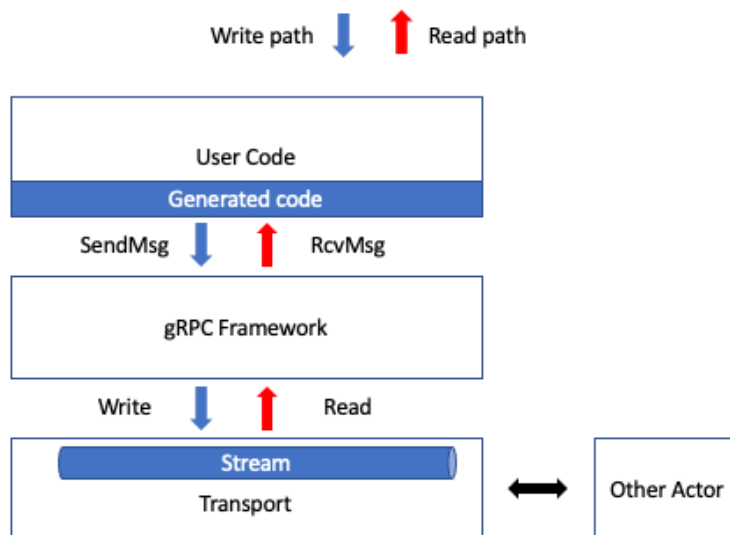 Write path
Read path
User Code
Generated code
SendMsg
RcvMsg
gRPC Framework
Write
Read
Stream
Transport
Other Actor